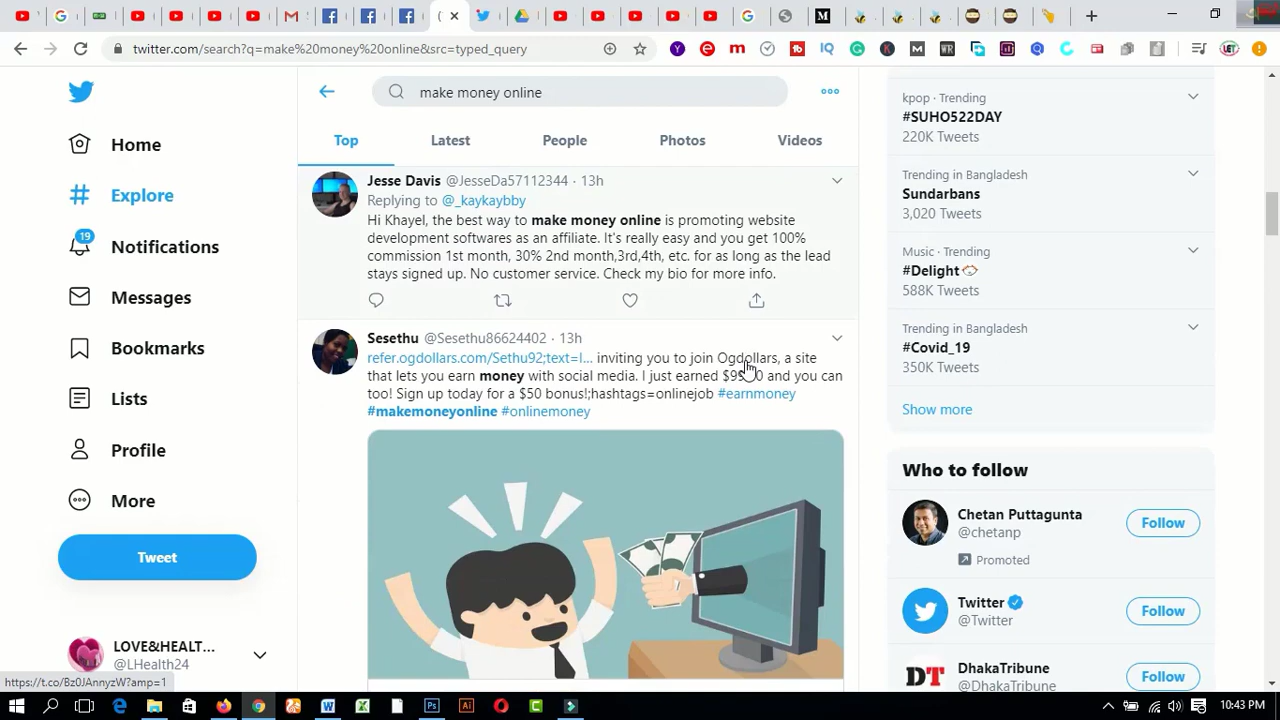 twitter.com/search?q=make%20money%20online&src=typed_query
make money online
Top
Latest
People
Photos
Videos
Home
Explore
19
Notifications
Messages
Bookmarks
Lists
Profile
More
Tweet
LOVE&HEALT...
@LHealth24
Jesse Davis @JesseDa57112344 · 13h
Replying to @_kaykaybby
Hi Khayel, the best way to make money online is promoting website
development softwares as an affiliate. It's really easy and you get 100%
commission 1st month, 30% 2nd month,3rd,4th, etc. for as long as the lead
stays signed up. No customer service. Check my bio for more info.
Sesethu @Sesethu86624402 · 13h
refer.ogdollars.com/Sethu92;text=I... inviting you to join Ogdollars, a site
that lets you earn money with social media. I just earned and you can
too! Sign up today for a $50 bonus!;hashtags=onlinejob #earnmoney
#makemoneyonline #onlinemoney
kpop · Trending
#SUHO522DAY
220K Tweets
Trending in Bangladesh
Sundarbans
3,020 Tweets
Music · Trending
#Delight
588K Tweets
Trending in Bangladesh
#Covid_19
350K Tweets
Show more
Who to follow
Chetan Puttagunta
@chetanp
Follow
Promoted
Twitter
@Twitter
Follow
DT
DhakaTribune
@DhakaTribune
Follow
https://t.co/Bz0JAnnyzW?amp=1
10:43 PM